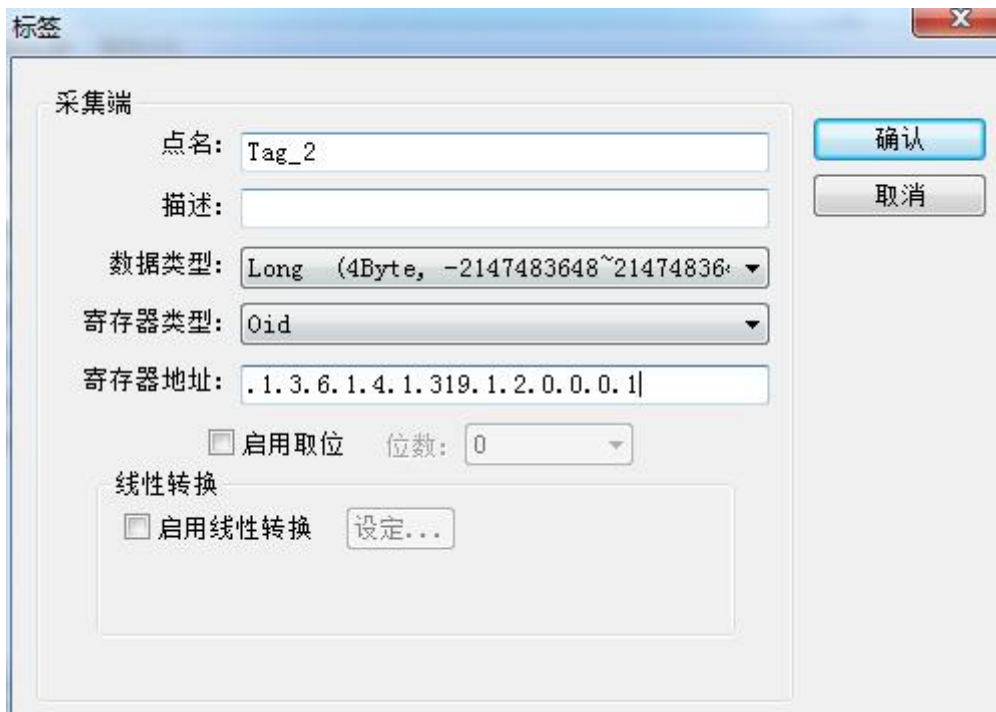 标签
采集端
点名: Tag_2
描述:
数据类型: Long (4Byte, -2147483648~214748364
寄存器类型: Oid
寄存器地址: .1.3.6.1.4.1.319.1.2.0.0.0.1
启用取位 位数: 0
线性转换
启用线性转换 设定...
确认
取消